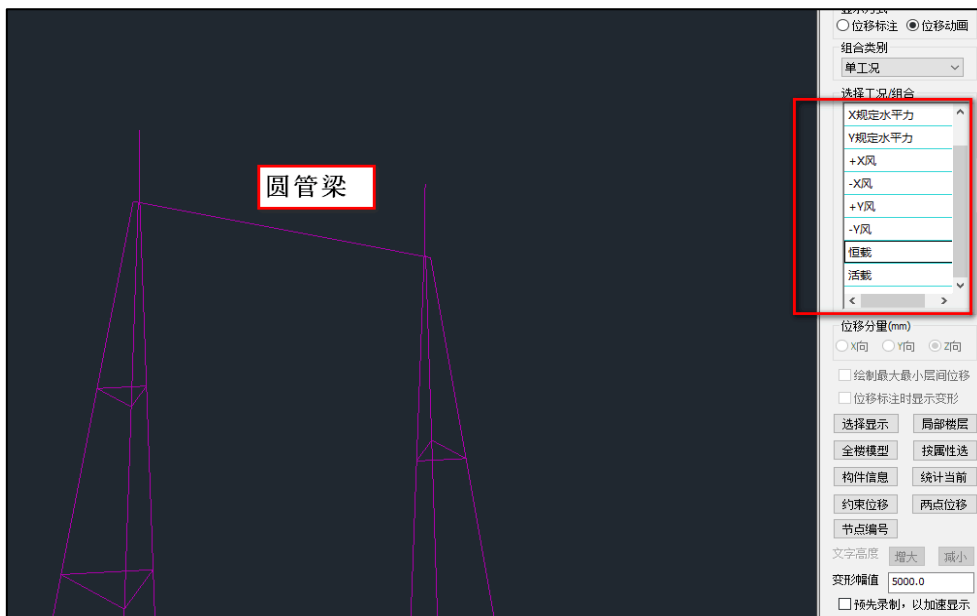 圆管梁
显示方式
位移标注 位移动画
组合类别
单工况
选择工况/组合
X规定水平力
Y规定水平力
+X风
-X风
+Y风
-Y风
恒载
活载
位移分量(mm)
X向 Y向 Z向
绘制最大最小层间位移
位移标注时显示变形
选择显示 局部楼层
全楼模型 按属性选
构件信息 统计当前
约束位移 两点位移
节点编号
文字高度 增大 减小
变形幅值 5000.0
预先录制，以加速显示